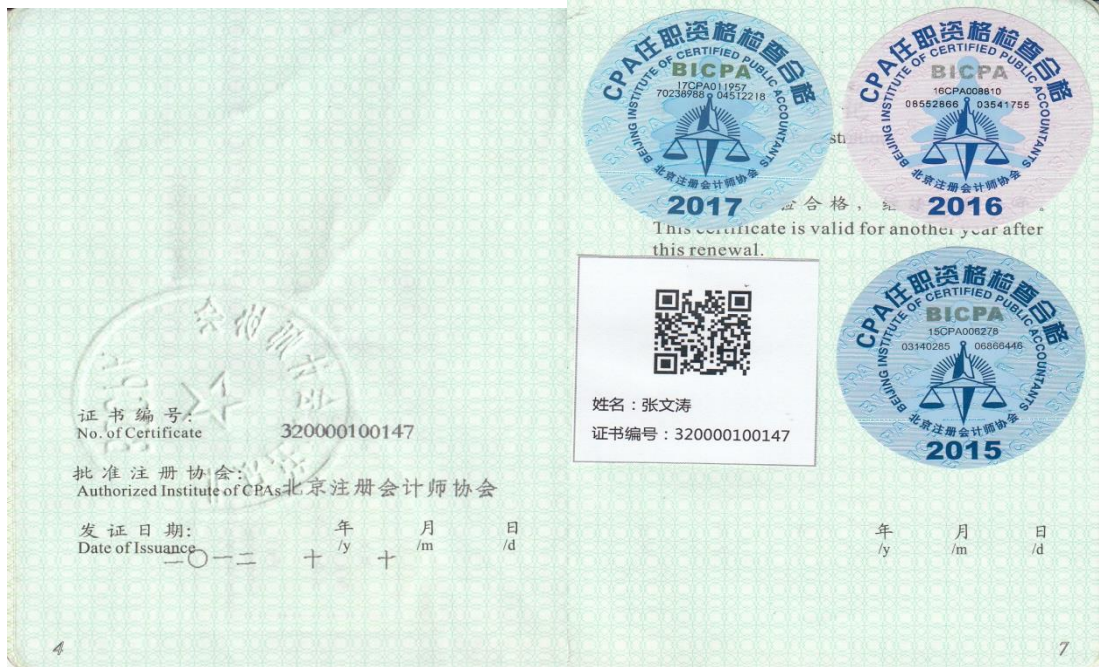 证书编号:
No. of Certificate 320000100147
批准注册协会:
Authorized Institute of CPAs 北京注册会计师协会
发证日期: 年 月 日
Date of Issuance /y /m /d
二〇一二 十 十
4
CPA任职资格检查合格
BEIJING INSTITUTE OF CERTIFIED PUBLIC ACCOUNTANTS
BICPA
17CPA011957
70238988 04512218
北京注册会计师协会
2017
CPA任职资格检查合格
BEIJING INSTITUTE OF CERTIFIED PUBLIC ACCOUNTANTS
BICPA
16CPA008810
08552866 03541755
北京注册会计师协会
2016
验合格,
This certificate is valid for another year after
this renewal.
姓名:张文涛
证书编号:320000100147
CPA任职资格检查合格
BEIJING INSTITUTE OF CERTIFIED PUBLIC ACCOUNTANTS
BICPA
15CPA006278
03140285 06866446
北京注册会计师协会
2015
年 月 日
/y /m /d
7